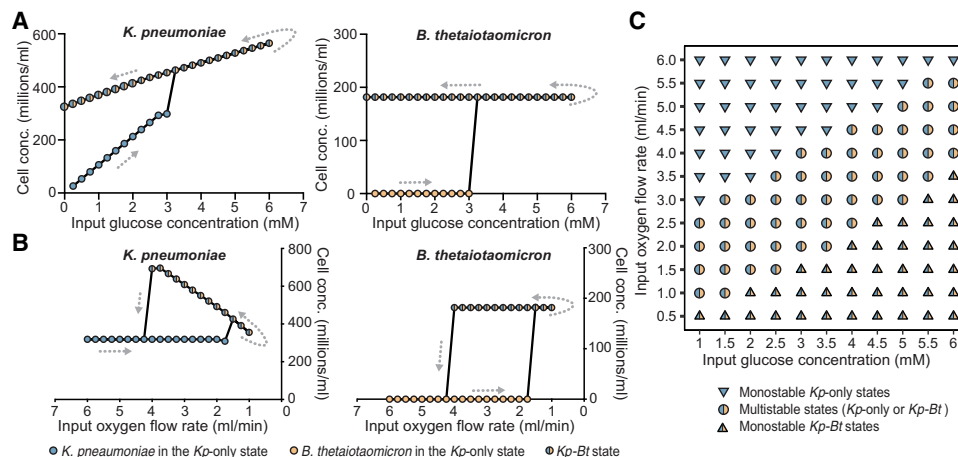 A
K. pneumoniae
Cell conc. (millions/ml)
600
400
200
0
0 1 2 3 4 5 6 7
Input glucose concentration (mM)
B. thetaiotaomicron
Cell conc. (millions/ml)
300
200
100
0
0 1 2 3 4 5 6 7
Input glucose concentration (mM)
B
K. pneumoniae
Cell conc. (millions/ml)
800
600
400
200
0
7 6 5 4 3 2 1 0
Input oxygen flow rate (ml/min)
B. thetaiotaomicron
Cell conc. (millions/ml)
300
200
100
0
7 6 5 4 3 2 1 0
Input oxygen flow rate (ml/min)
K. pneaumoniae in the Kp-only state
B. thetaiotaomicron in the Kp-only state
Kp-Bt state
C
Input oxygen flow rate (ml/min)
6.0
5.5
5.0
4.5
4.0
3.5
3.0
2.5
2.0
1.5
1.0
0.5
1 1.5 2 2.5 3 3.5 4 4.5 5 5.5 6
Input glucose concentration (mM)
Monostable Kp-only states
Multistable states (Kp-only or Kp-Bt )
Monostable Kp-Bt states